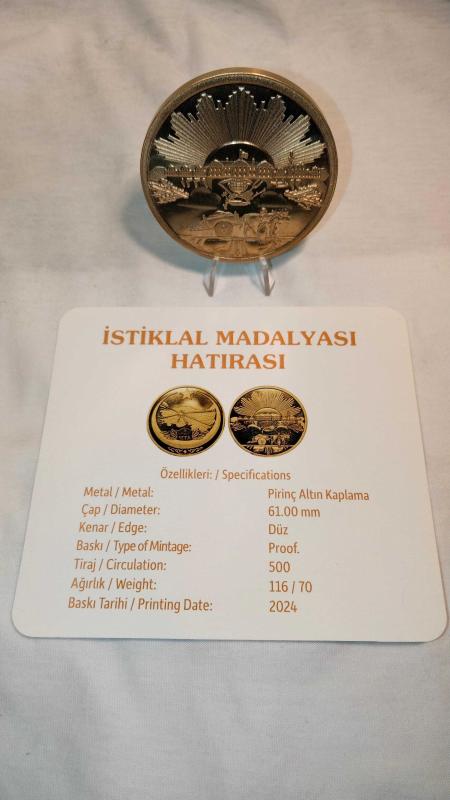 İSTİKLAL MADALYASI
HATIRASI
Özellikleri: / Specifications
Metal / Metal: Pirinç Altın Kaplama
Çap / Diameter: 61.00 mm
Kenar / Edge: Düz
Baskı / Type of Mintage: Proof.
Tiraj / Circulation: 500
Ağırlık / Weight: 116 / 70
Baskı Tarihi / Printing Date: 2024